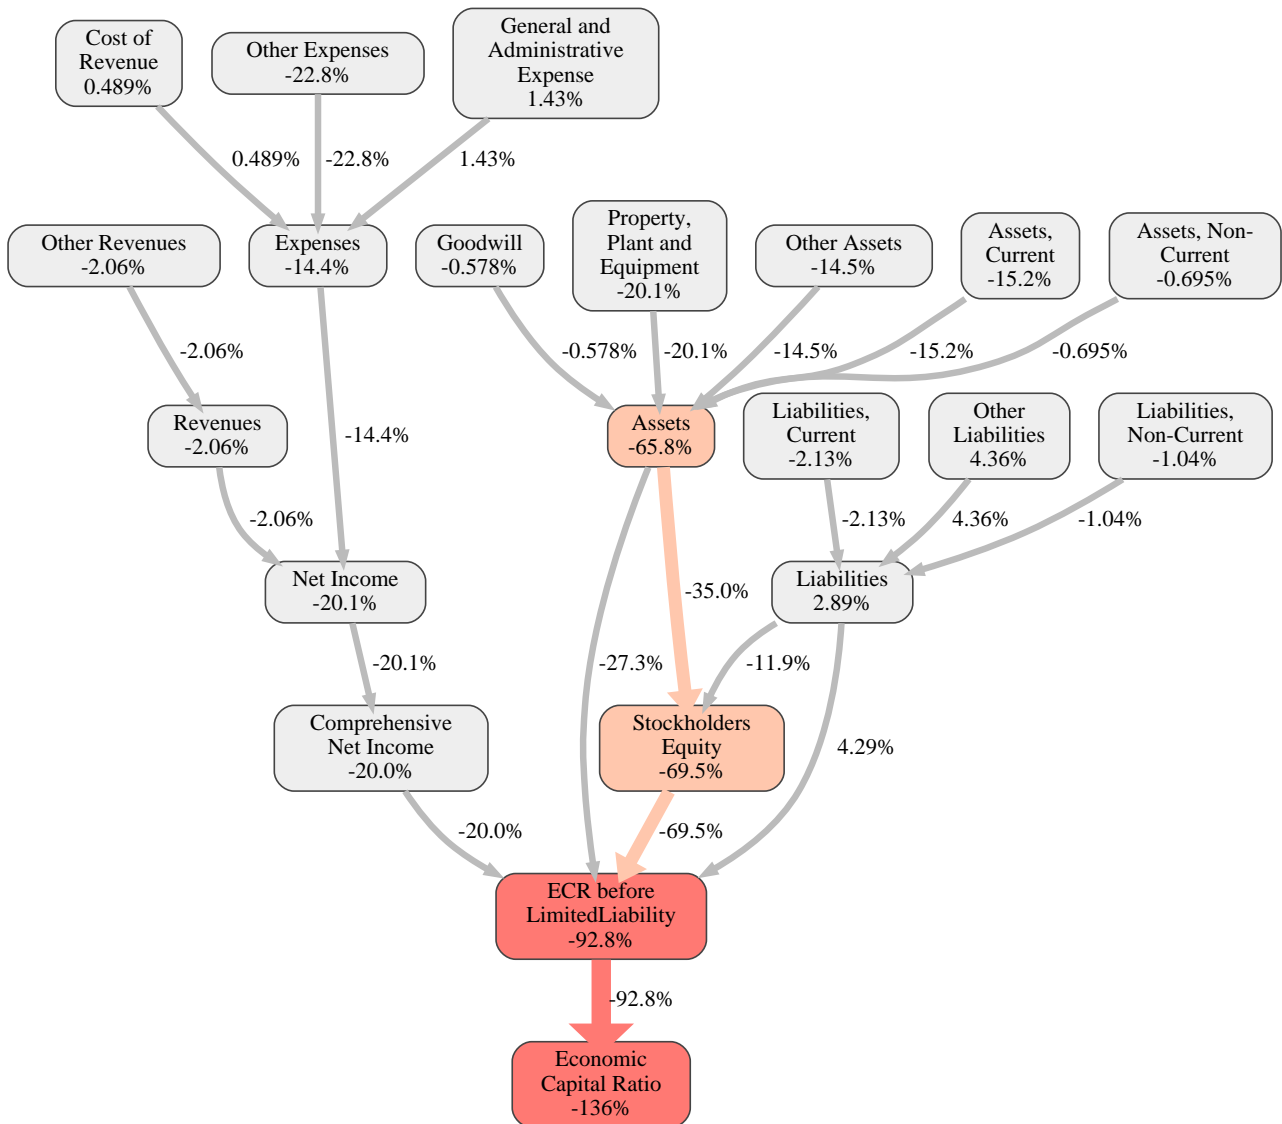 Cost of
Revenue
0.489%
Other Expenses
-22.8%
General and
Administrative
Expense
1.43%
0.489%
-22.8%
1.43%
Other Revenues
-2.06%
Expenses
-14.4%
Goodwill
-0.578%
Property,
Plant and
Equipment
-20.1%
Other Assets
-14.5%
Assets,
Current
-15.2%
Assets, Non-
Current
-0.695%
-2.06%
-14.4%
-0.578%
-20.1%
-14.5%
-15.2%
-0.695%
Revenues
-2.06%
Assets
-65.8%
Liabilities,
Current
-2.13%
Other
Liabilities
4.36%
Liabilities,
Non-Current
-1.04%
-2.06%
-2.13%
4.36%
-1.04%
Net Income
-20.1%
Liabilities
2.89%
-35.0%
-20.1%
-27.3%
-11.9%
4.29%
Comprehensive
Net Income
-20.0%
Stockholders
Equity
-69.5%
-20.0%
-69.5%
ECR before
LimitedLiability
-92.8%
-92.8%
Economic
Capital Ratio
-136%